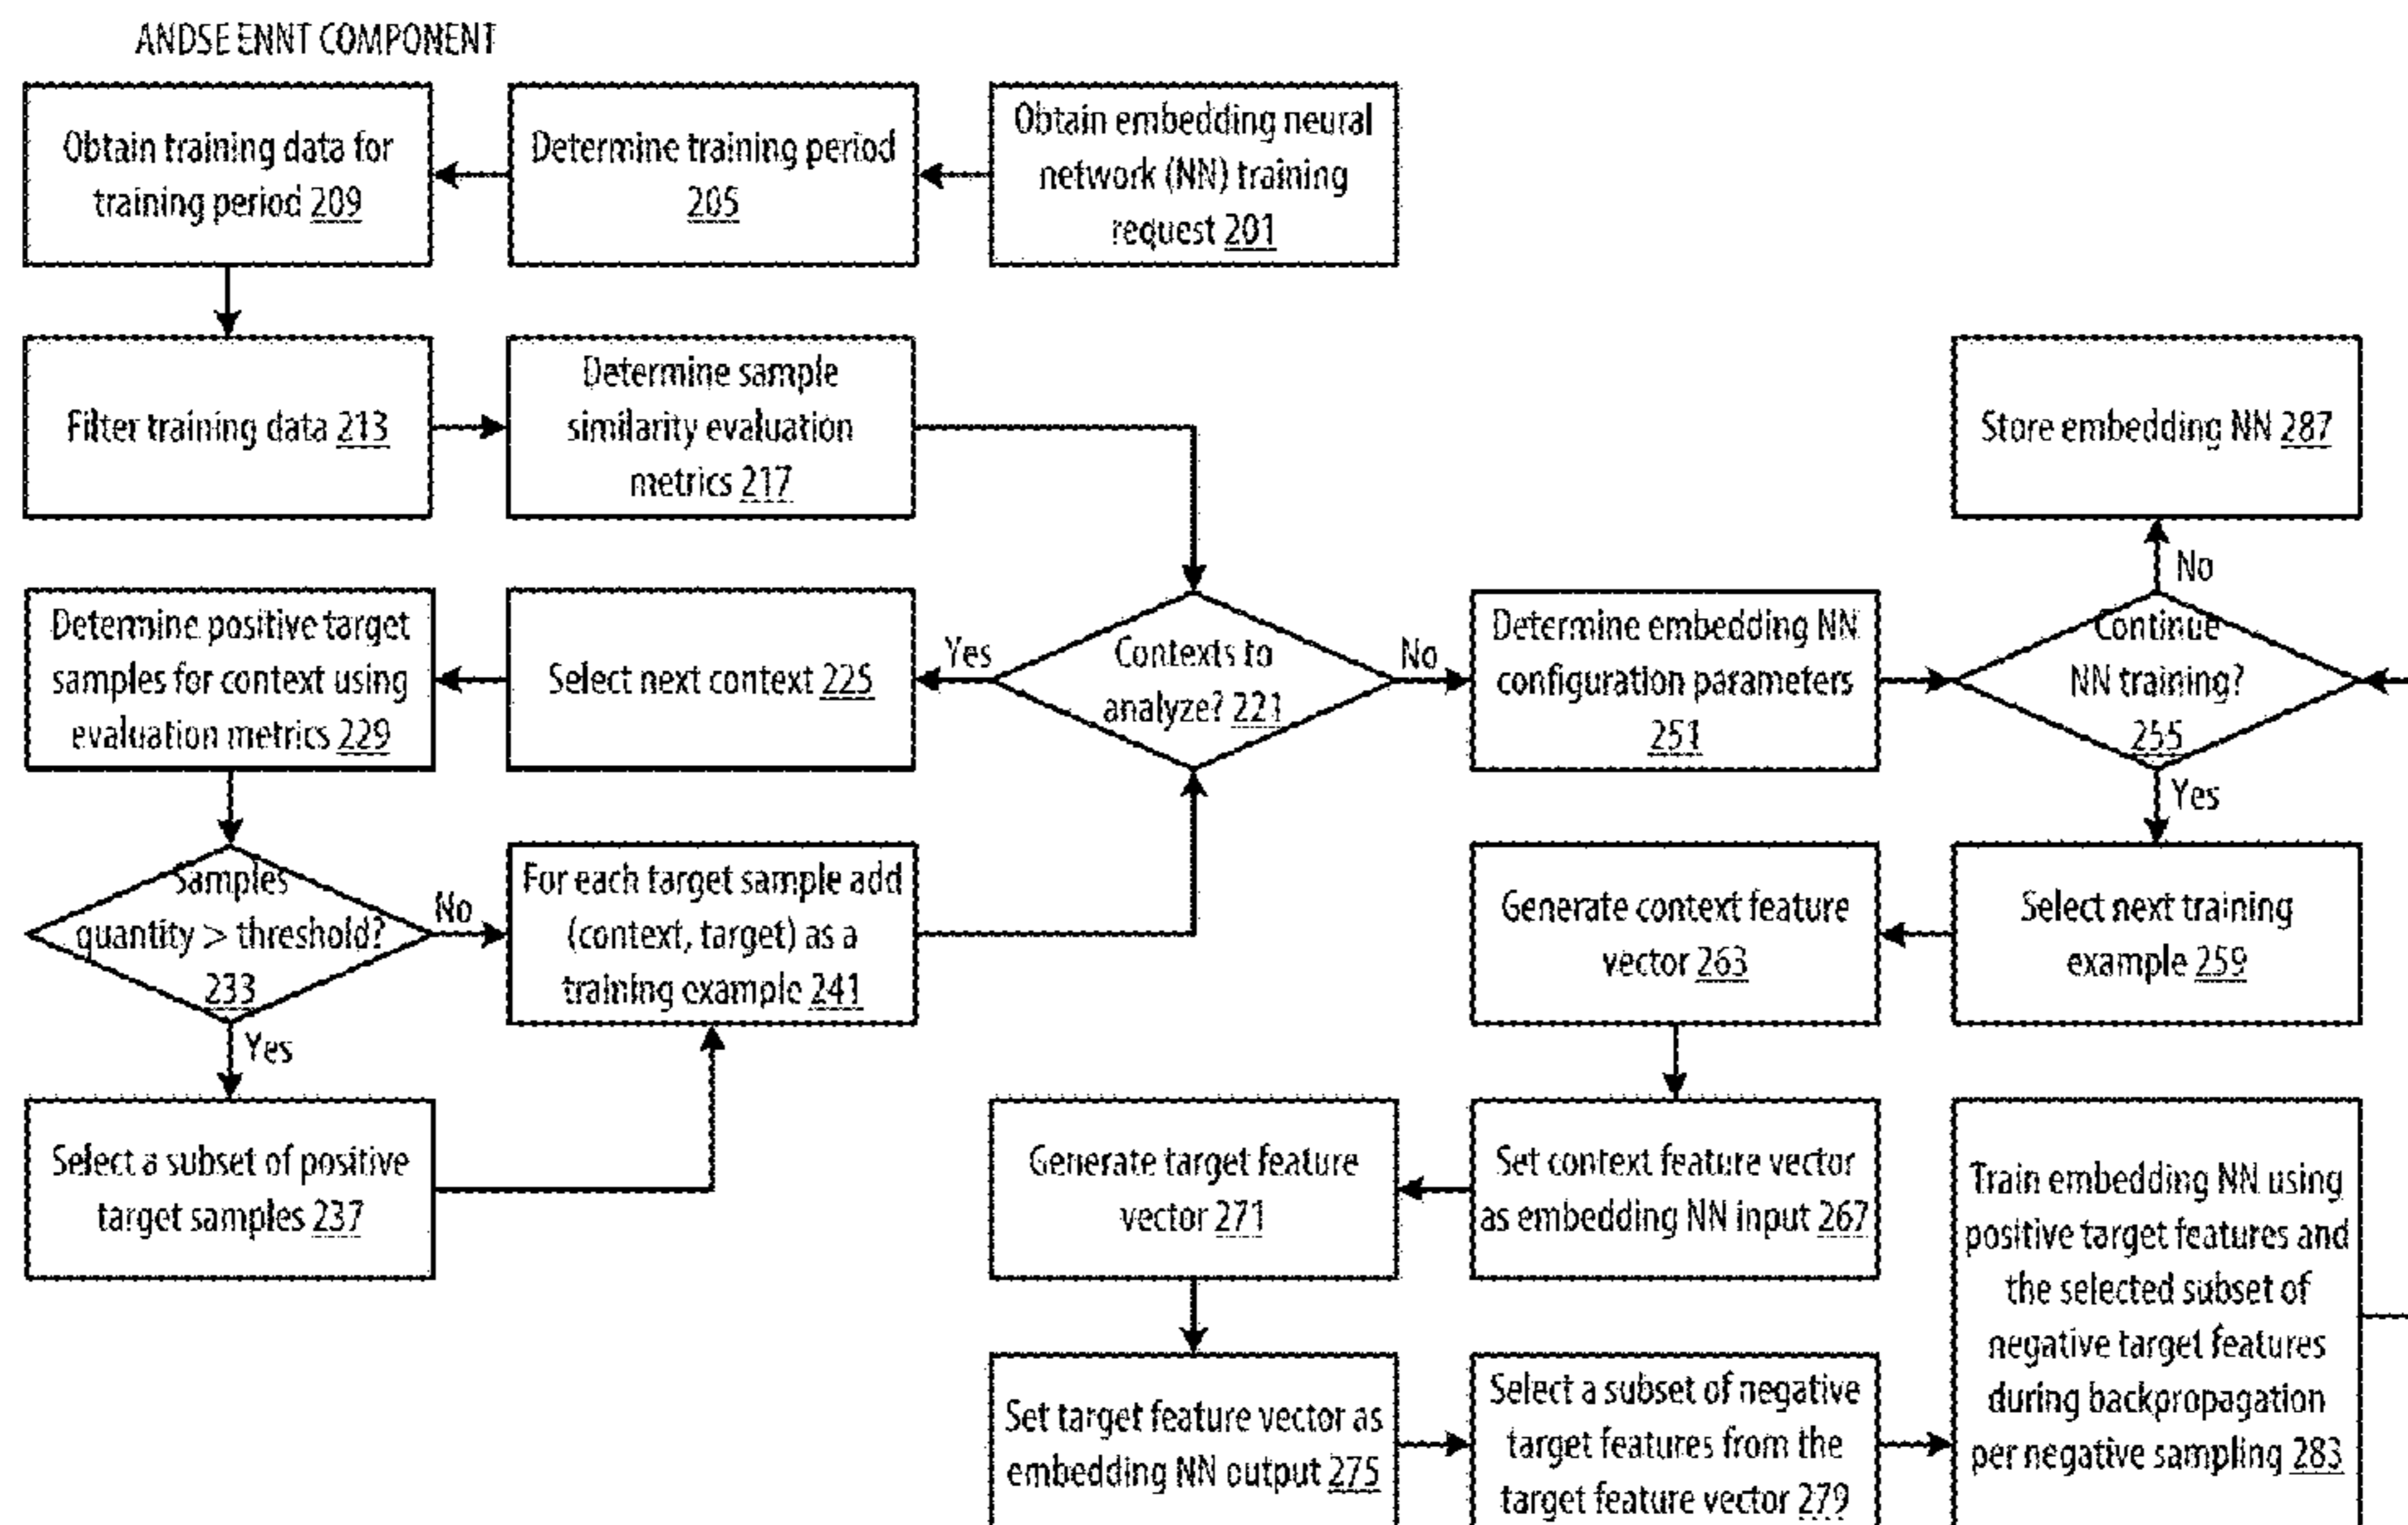 ANDSE ENNT COMPONENT
Obtain training data for
training period 209
Determine training period
205
Obtain embedding neural
network (NN) training
request 201
Filter training data 213
Determine sample
similarity evaluation
metrics 217
Store embedding NN 287
No
Determine positive target
samples for context using
evaluation metrics 229
Select next context 225
Yes
Contexts to
analyze? 221
No
Determine embedding NN
configuration parameters
251
Continue
NN training?
255
Yes
Samples
quantity > threshold?
233
No
For each target sample add
(context, target) as a
training example 241
Generate context feature
vector 263
Select next training
example 259
Yes
Select a subset of positive
target samples 237
Generate target feature
vector 271
Set context feature vector
as embedding NN input 267
Train embedding NN using
positive target features and
the selected subset of
negative target features
during backpropagation
per negative sampling 283
Set target feature vector as
embedding NN output 275
Select a subset of negative
target features from the
target feature vector 279